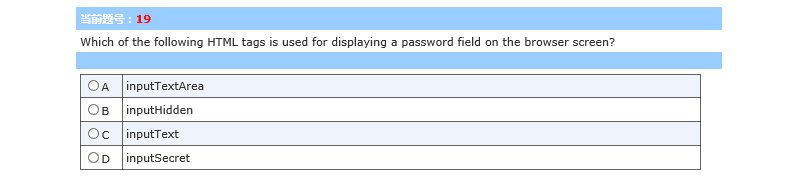 当前题号：19
Which of the following HTML tags is used for displaying a password field on the browser screen?
A inputTextArea
B inputHidden
C inputText
D inputSecret